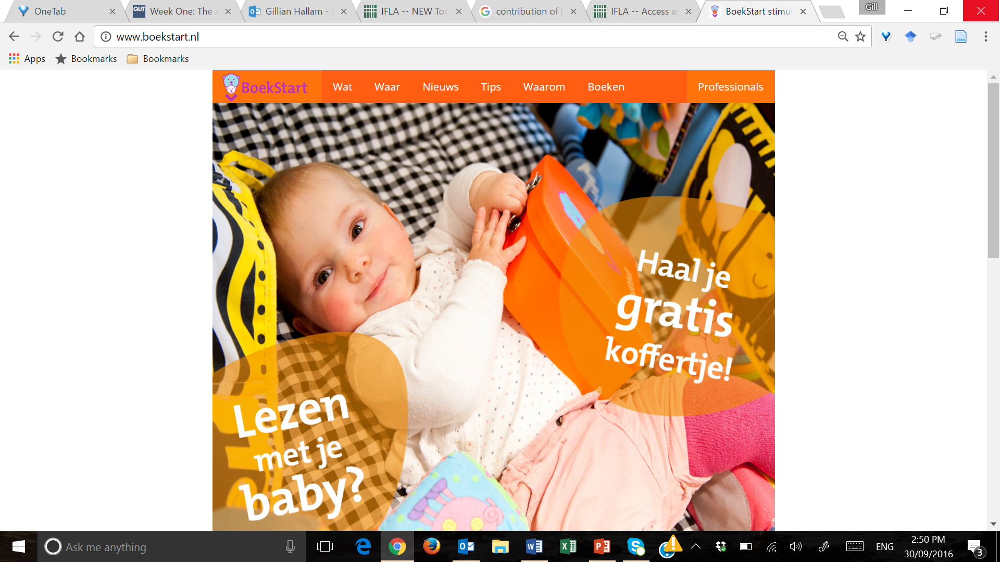 OneTab
Week One: The A
Gillian Hallam -
IFLA -- NEW Too
contribution of l
IFLA -- Access a
BoekStart stimul
Gill
www.boekstart.nl
Apps
Bookmarks
Bookmarks
BoekStart
Wat
Waar
Nieuws
Tips
Waarom
Boeken
Professionals
Haal je
gratis
koffertje!
Lezen
met je
baby?
Ask me anything
ENG
2:50 PM
30/09/2016
3